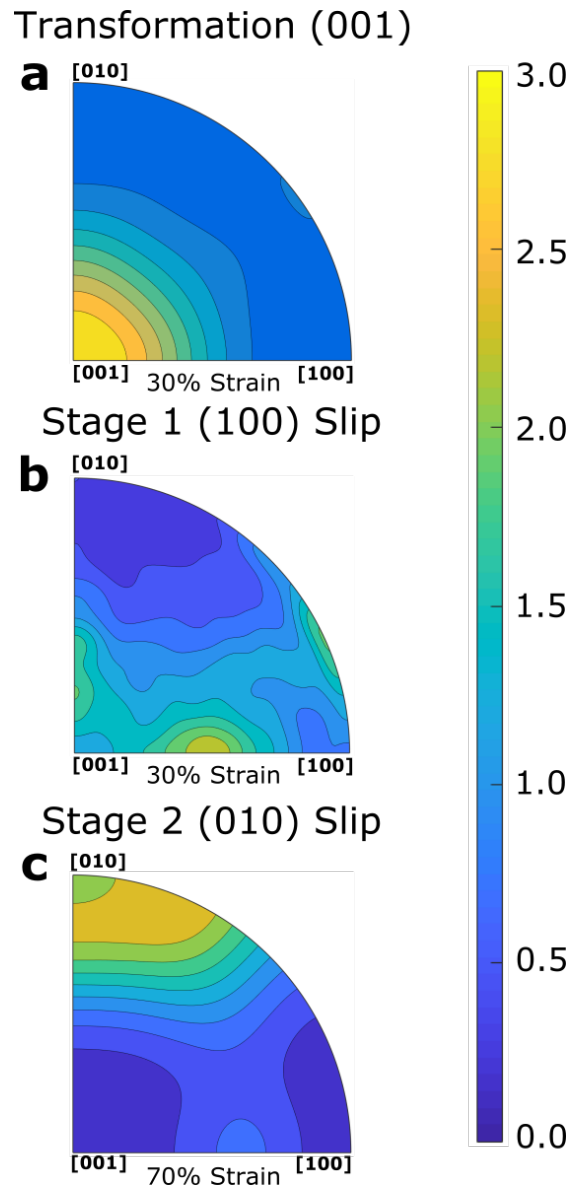 Transformation (001)
a
[010]
[001]
30% Strain
[100]
Stage 1 (100) Slip
b
[010]
[001]
30% Strain
[100]
Stage 2 (010) Slip
c
[010]
[001]
70% Strain
[100]
3.0
2.5
2.0
1.5
1.0
0.5
0.0